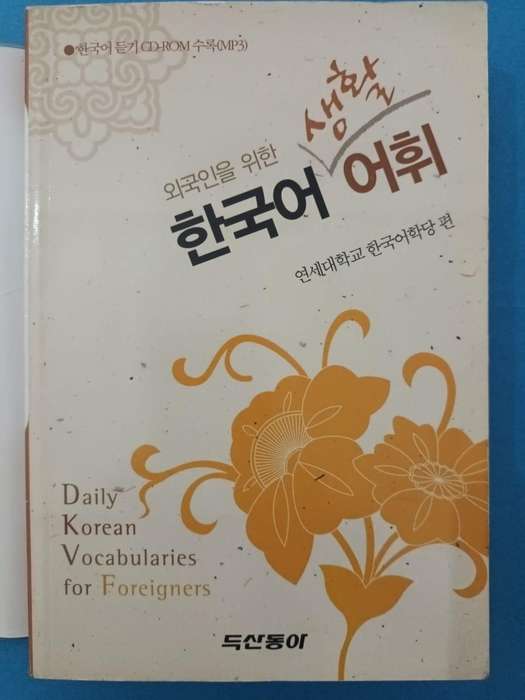 ●한국어 듣기 CD-ROM 수록(MP3)
외국인을 위한
한국어 생활 어휘
연세대학교 한국어학당 편
Daily
Korean
Vocabularies
for Foreigners
두산동아